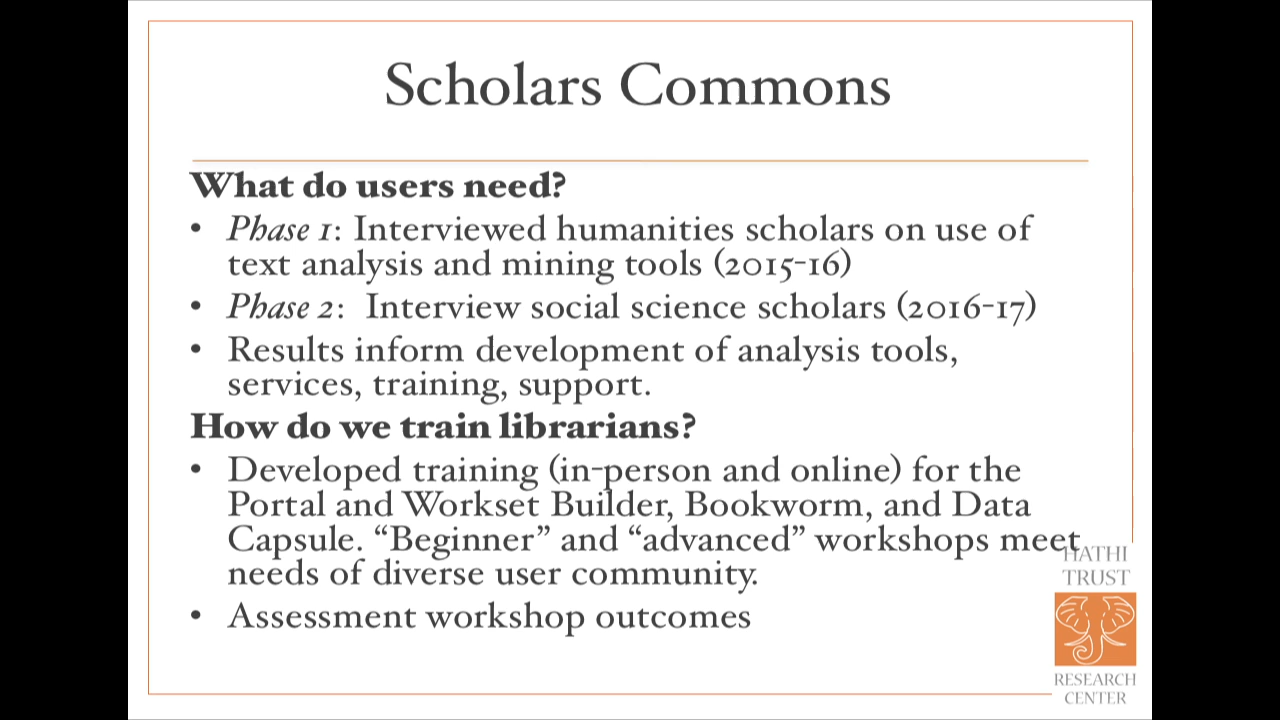 Scholars Commons
What do users need?
• Phase 1: Interviewed humanities scholars on use of
text analysis and mining tools (2015-16)
• Phase 2:  Interview social science scholars (2016-17)
• Results inform development of analysis tools,
services, training, support.
How do we train librarians?
• Developed training (in-person and online) for the
Portal and Workset Builder, Bookworm, and Data
Capsule. “Beginner” and “advanced” workshops meet
needs of diverse user community.
• Assessment workshop outcomes
HATHI
TRUST
RESEARCH
CENTER